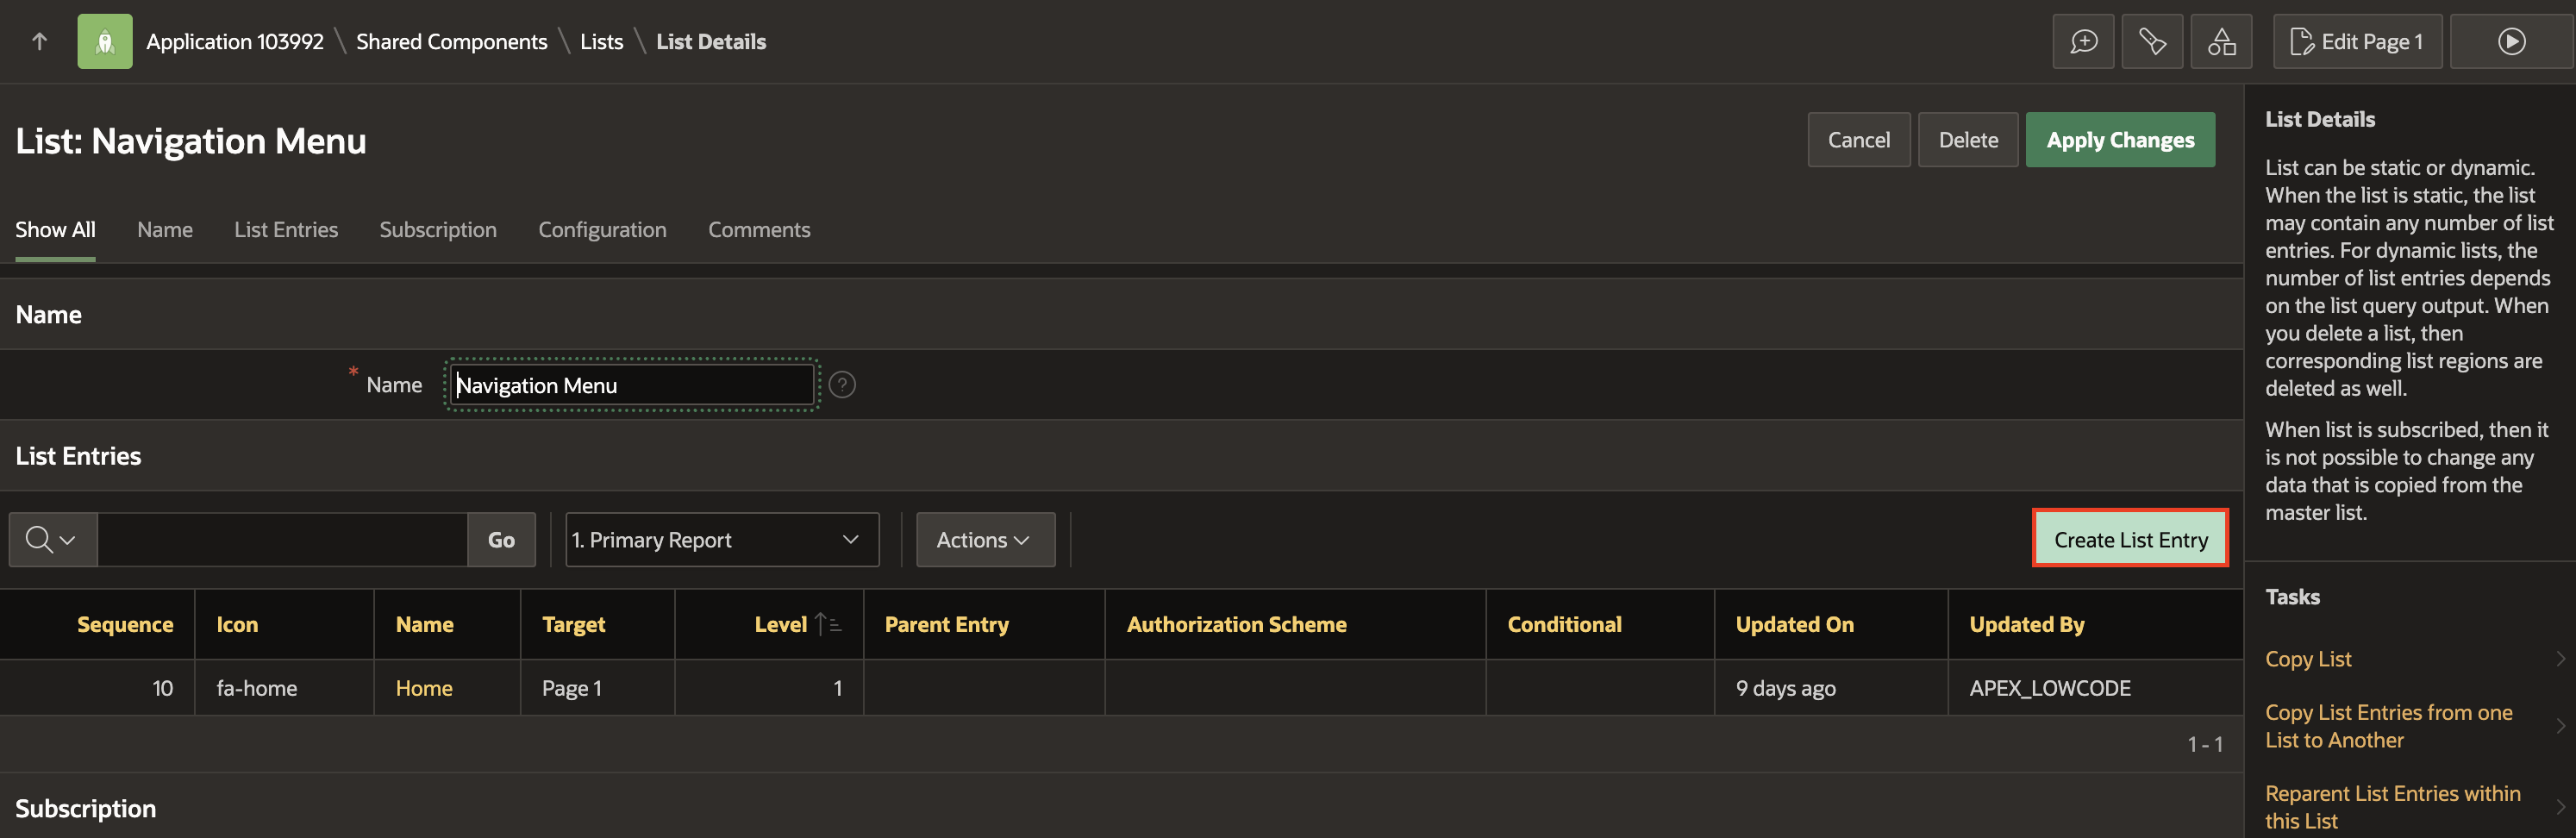 Application 103992 \ Shared Components \ Lists \ List Details
Edit Page 1
List: Navigation Menu
Cancel
Delete
Apply Changes
Show All
Name
List Entries
Subscription
Configuration
Comments
Name
* Name
Navigation Menu
?
List Entries
Go
1. Primary Report
Actions
Create List Entry
Sequence Icon Name Target Level Parent Entry Authorization Scheme Conditional Updated On Updated By
10 fa-home Home Page 1 1 9 days ago APEX_LOWCODE
1 - 1
Subscription
List Details
List can be static or dynamic.
When the list is static, the list
may contain any number of list
entries. For dynamic lists, the
number of list entries depends
on the list query output. When
you delete a list, then
corresponding list regions are
deleted as well.
When list is subscribed, then it
is not possible to change any
data that is copied from the
master list.
Tasks
Copy List
Copy List Entries from one
List to Another
Reparent List Entries within
this List